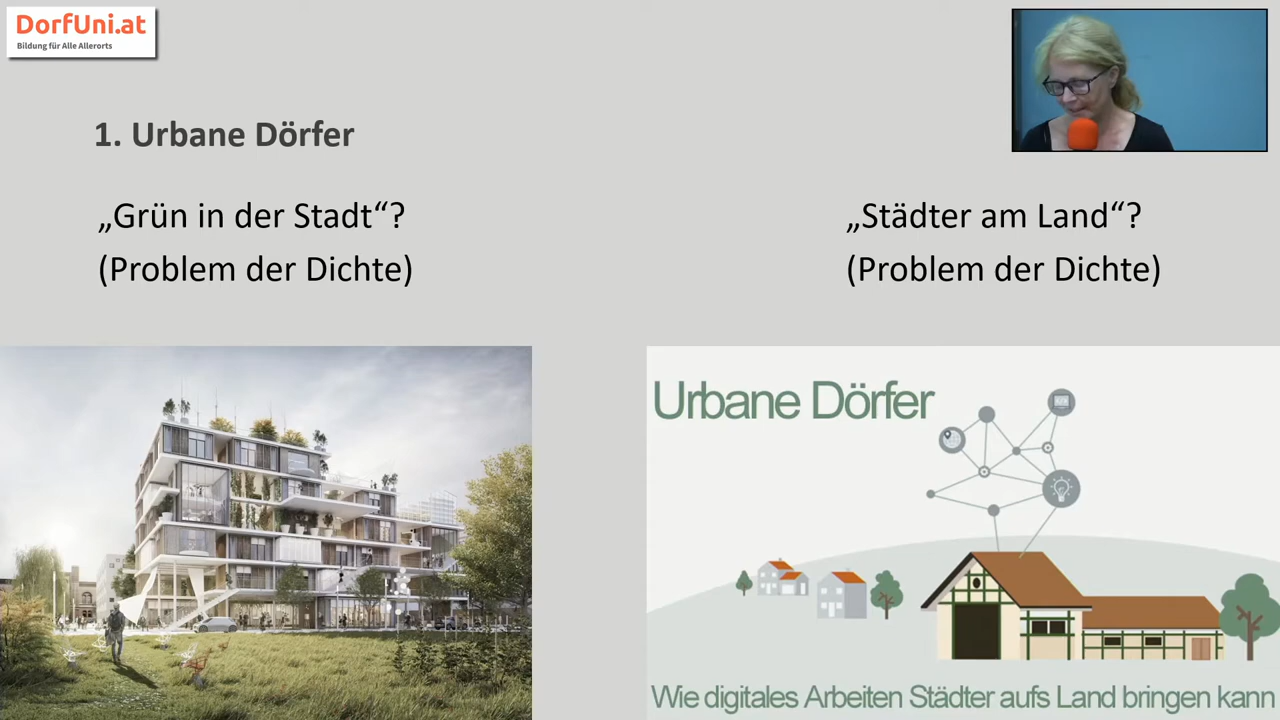 DorfUni.at
Bildung für Alle Allerorts
1. Urbane Dörfer
„Grün in der Stadt“?
(Problem der Dichte)
„Städter am Land“?
(Problem der Dichte)
Urbane Dörfer
Wie digitales Arbeiten Städter aufs Land bringen kann